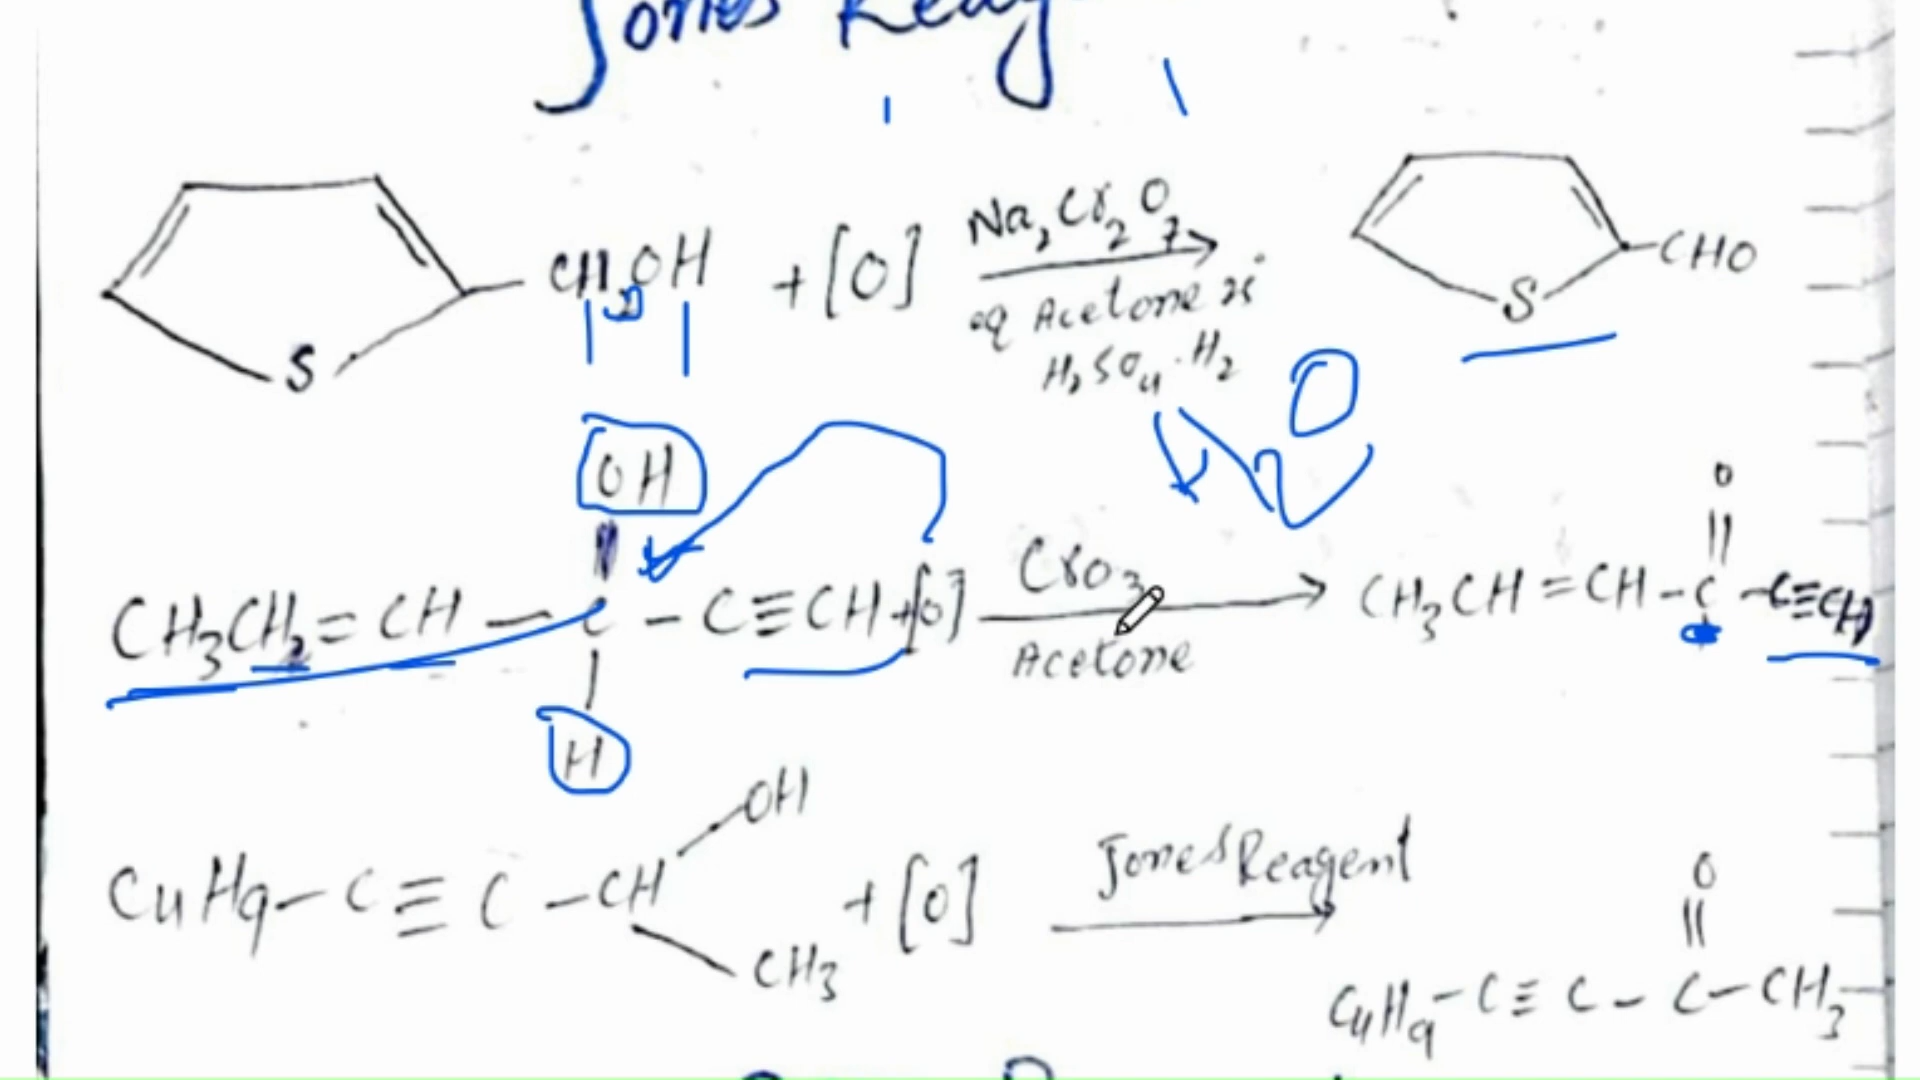 Jones Reag
CH₂OH + [O] Na₂Cr₂O₇ CHO
S aq Acetone S
H₂SO₄ · H₂
H₂O
OH O
CH₃CH₂=CH - C - C≡CH + [O] CrO₃ CH₃CH=CH-C-C≡CH
Acetone
H
OH
C₄H₉-C≡C-CH + [O] Jones Reagent
CH₃
O
C₄H₉-C≡C-C-CH₃